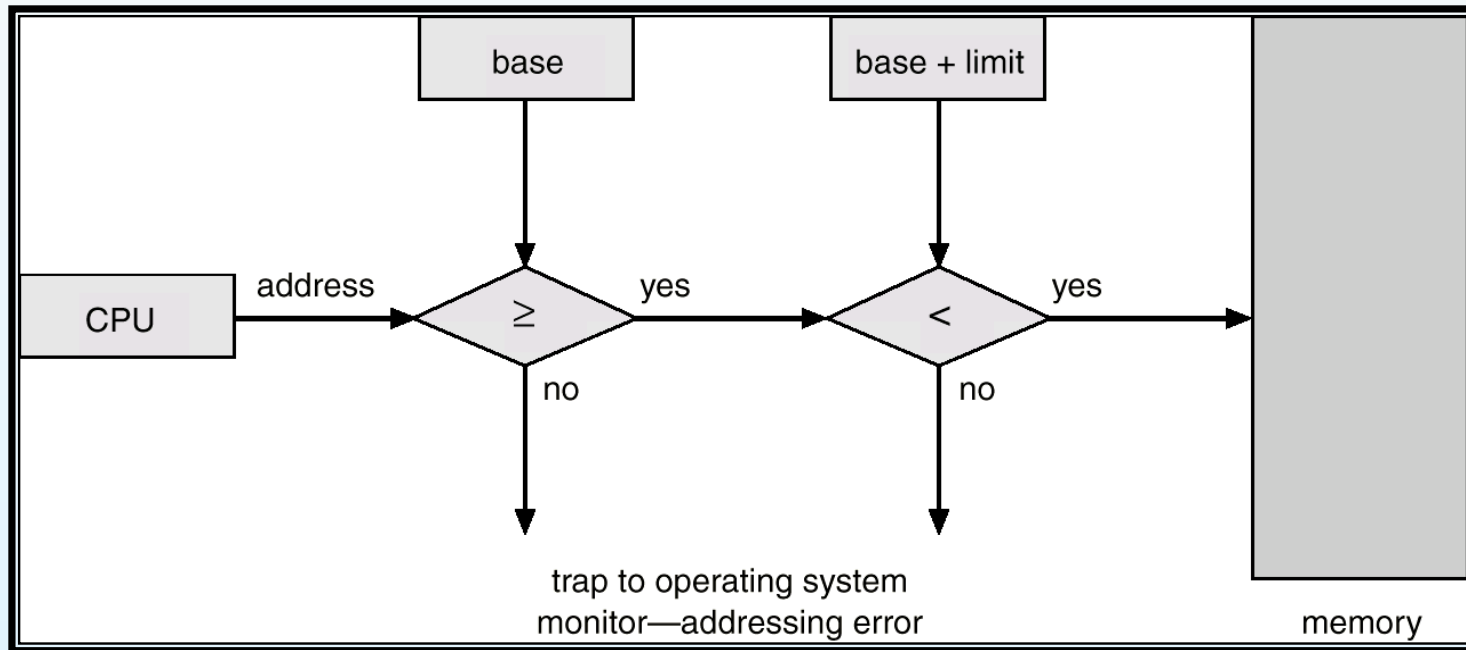 base
base + limit
CPU
address
≥
yes
<
yes
no
no
trap to operating system
monitor—addressing error
memory